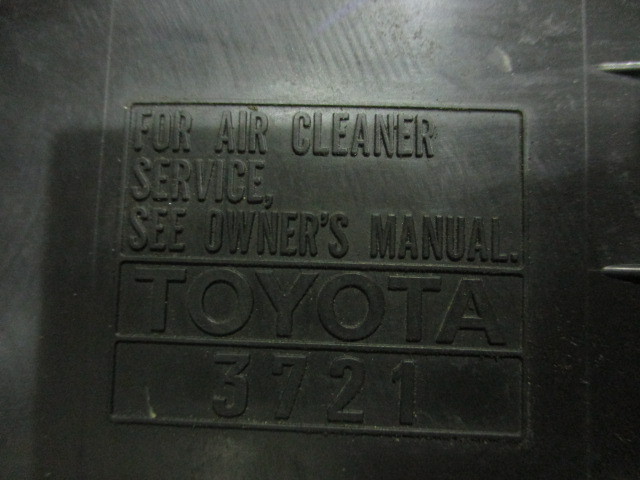 FOR AIR CLEANER
SERVICE,
SEE OWNER'S MANUAL.
TOYOTA
3721